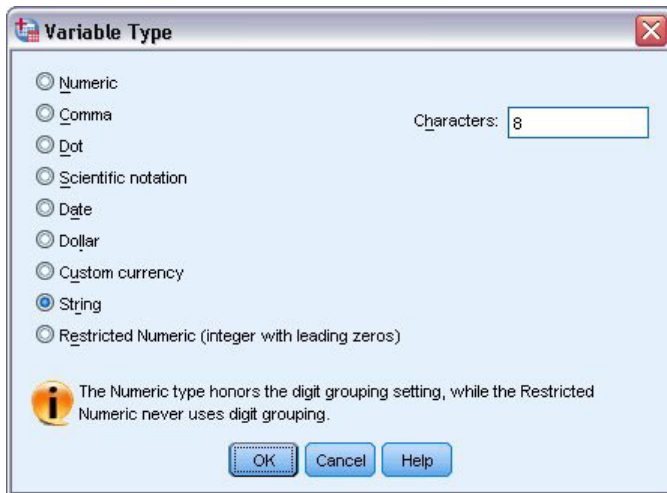 Variable Type
Numeric
Comma
Characters: 8
Dot
Scientific notation
Date
Dollar
Custom currency
String
Restricted Numeric (integer with leading zeros)
The Numeric type honors the digit grouping setting, while the Restricted
Numeric never uses digit grouping.
OK Cancel Help